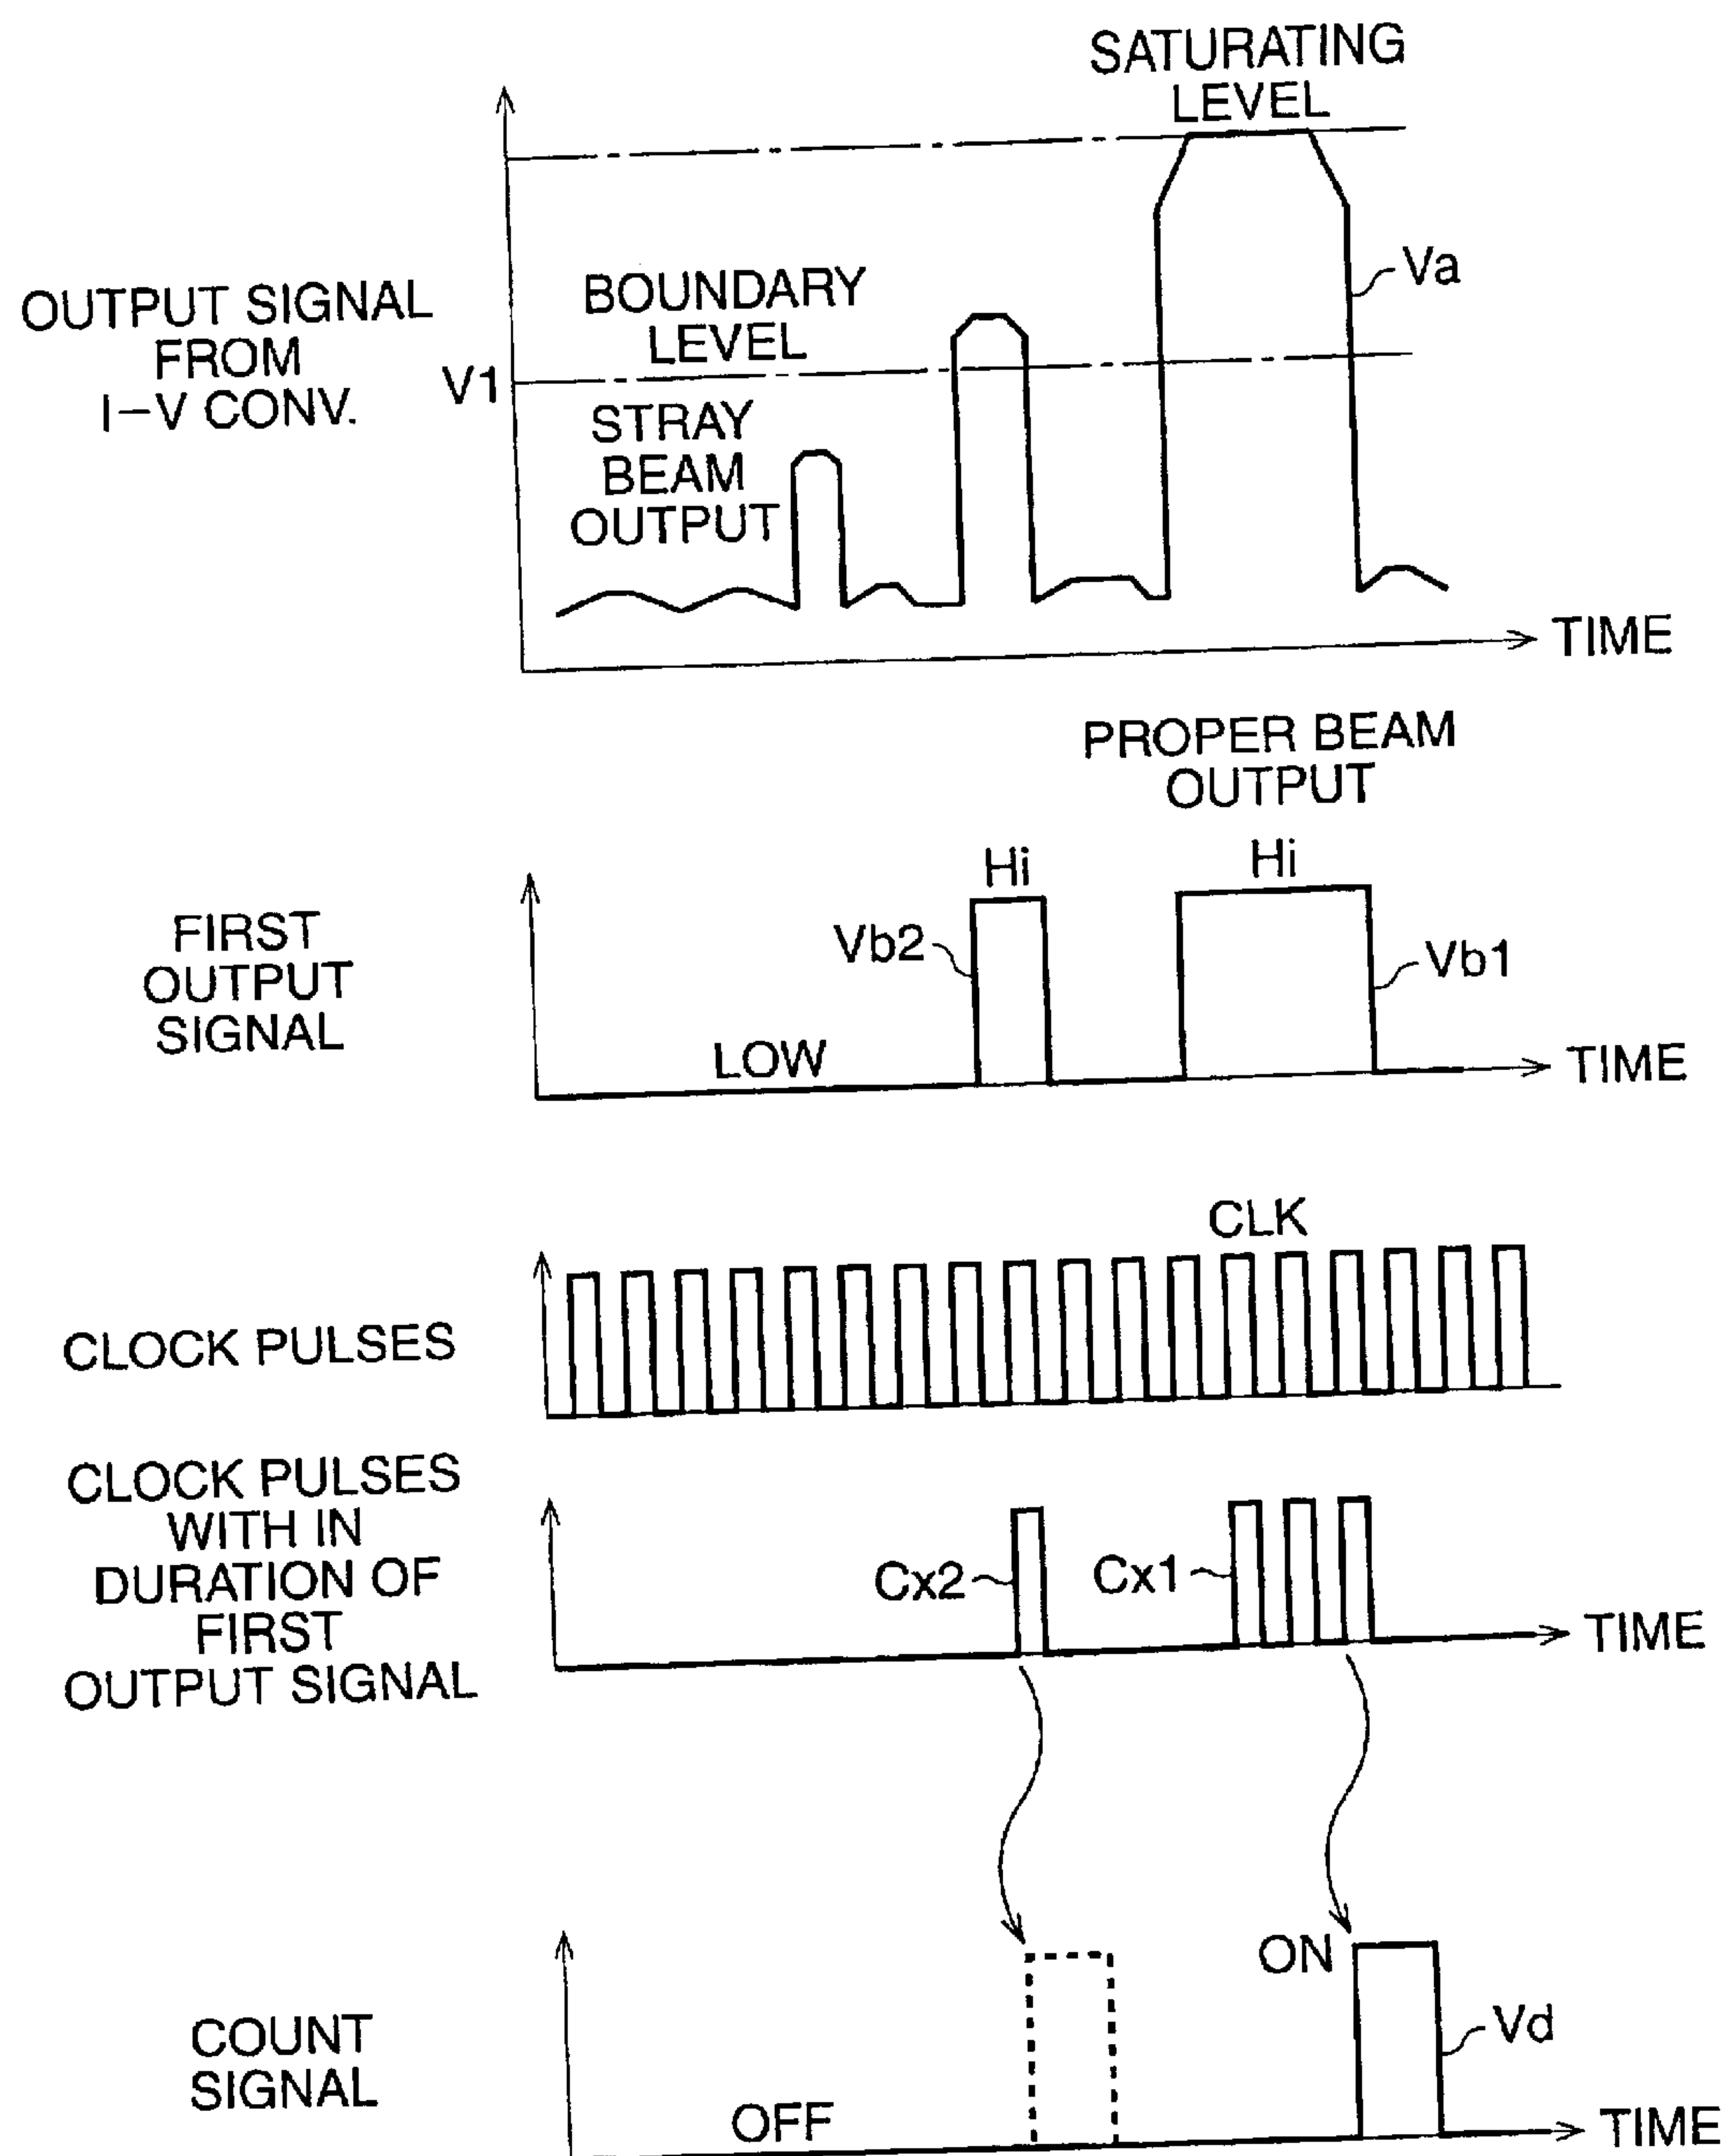 SATURATING
LEVEL
OUTPUT SIGNAL
FROM
I-V CONV.
BOUNDARY
LEVEL
V1
Va
STRAY
BEAM
OUTPUT
TIME
PROPER BEAM
OUTPUT
FIRST
OUTPUT
SIGNAL
Hi
Hi
Vb2
Vb1
LOW
TIME
CLK
CLOCK PULSES
CLOCK PULSES
WITH IN
DURATION OF
FIRST
OUTPUT SIGNAL
Cx2
Cx1
TIME
COUNT
SIGNAL
ON
Vd
OFF
TIME